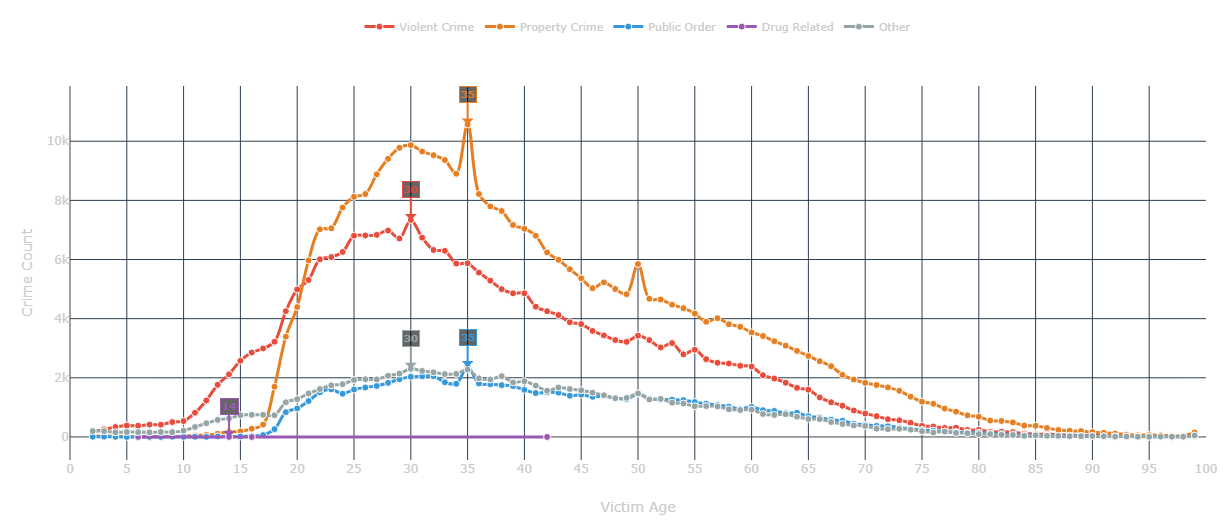 Violent Crime Property Crime Public Order Drug Related Other
35
10k
30
8k
Crime Count
6k
4k
30 35
2k
14
0
0 5 10 15 20 25 30 35 40 45 50 55 60 65 70 75 80 85 90 95 100
Victim Age